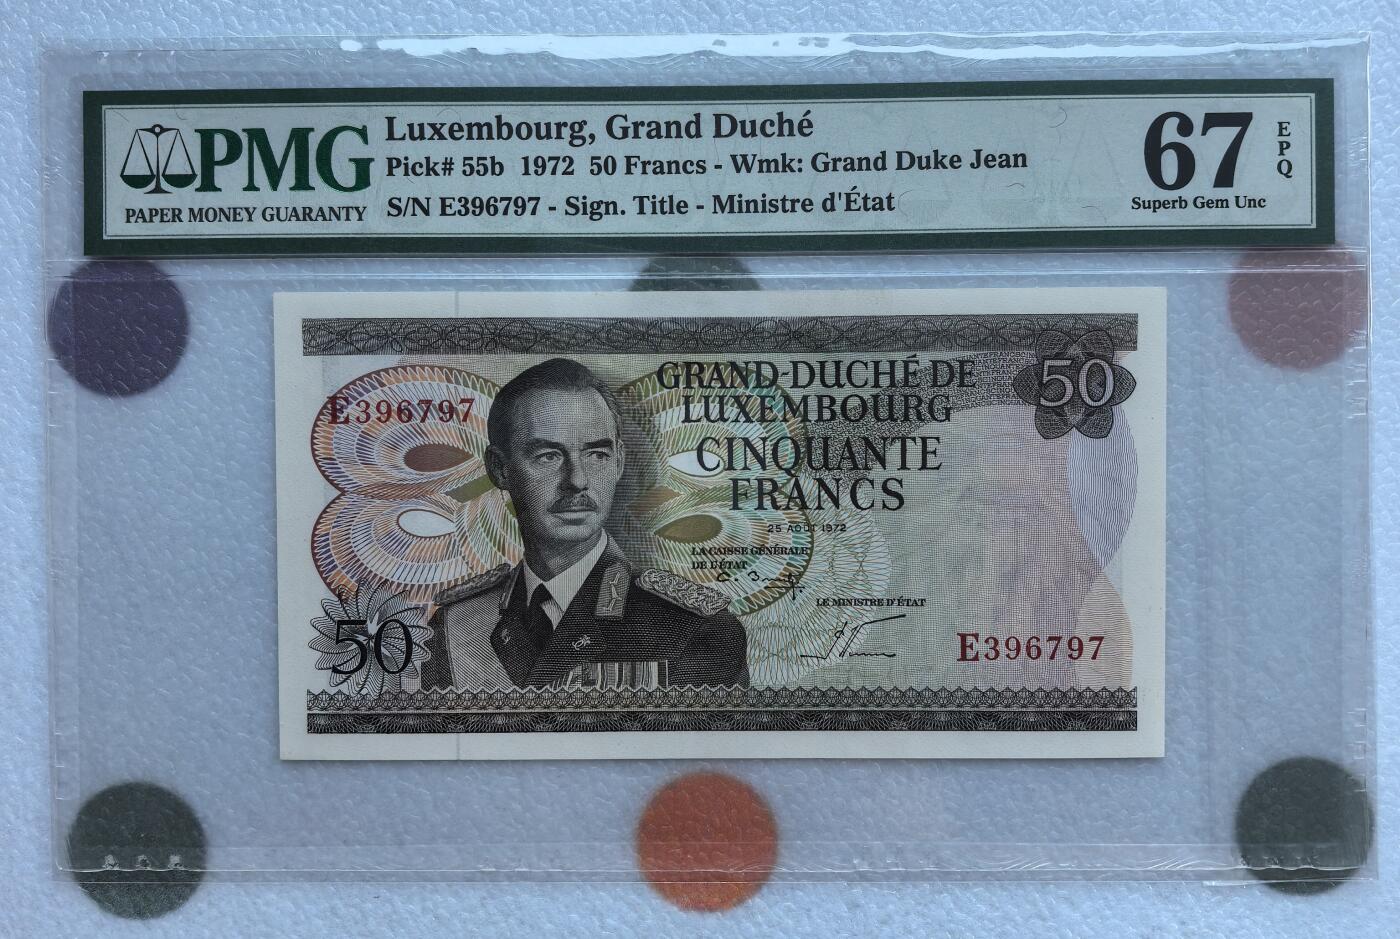 PMG
PAPER MONEY GUARANTY
Luxembourg, Grand Duché
Pick# 55b 1972 50 Francs - Wmk: Grand Duke Jean
S/N E396797 - Sign. Title - Ministre d'État
67
EPQ
Superb Gem Unc
50
E396797
GRAND-DUCHÉ DE
LUXEMBOURG
CINQUANTE
FRANCS
25 AOÛT 1972
LA CAISSE GÉNÉRALE
DE L'ÉTAT
LE MINISTRE D'ÉTAT
50
E396797